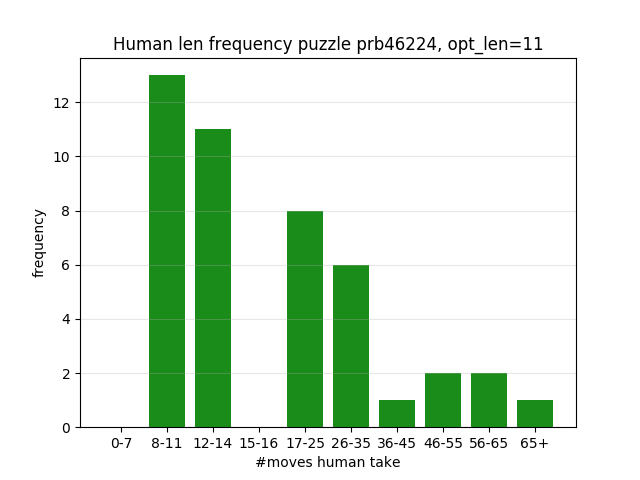 Human len frequency puzzle prb46224, opt_len=11
frequency
12
10
8
6
4
2
0
0-7 8-11 12-14 15-16 17-25 26-35 36-45 46-55 56-65 65+
#moves human take